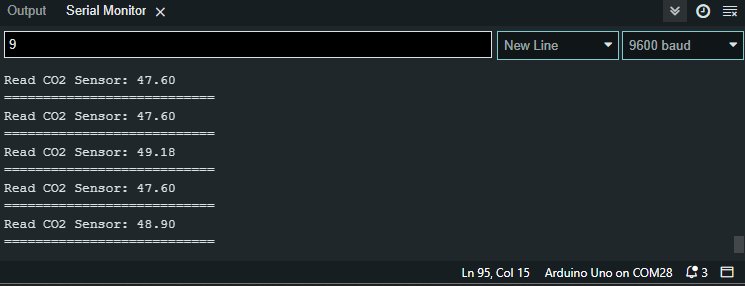 Output Serial Monitor
9 New Line 9600 baud
Read CO2 Sensor: 47.60
===========================
Read CO2 Sensor: 47.60
===========================
Read CO2 Sensor: 49.18
===========================
Read CO2 Sensor: 47.60
===========================
Read CO2 Sensor: 48.90
===========================
Ln 95, Col 15 Arduino Uno on COM28 3